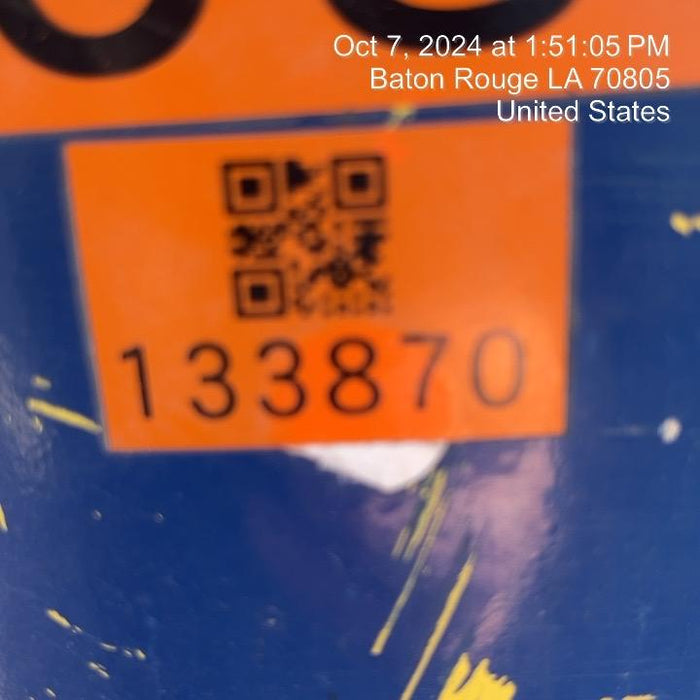 Oct 7, 2024 at 1:51:05 PM
Baton Rouge LA 70805
United States
133870